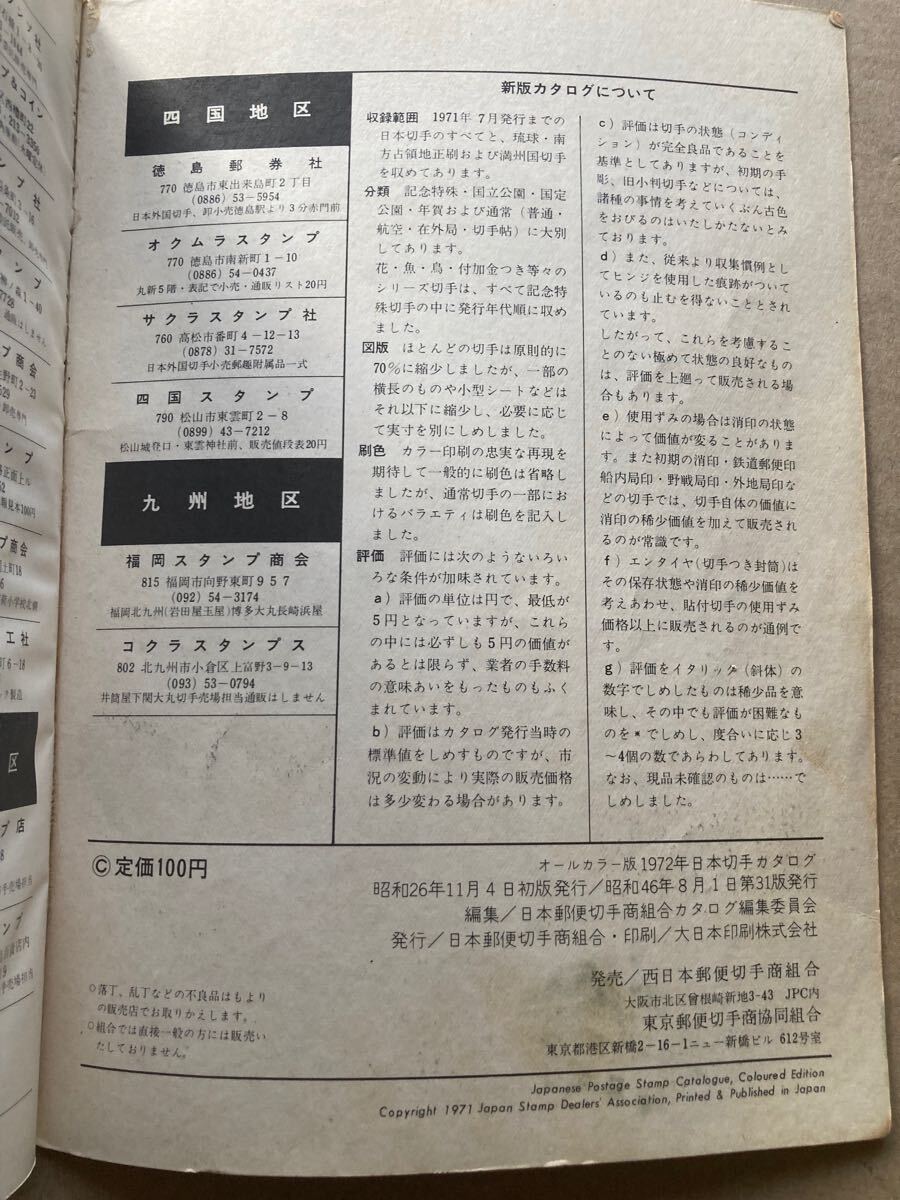 四国地区
徳島郵券社
770 徳島市東出来島町2丁目
(0886) 53-5954
日本外国切手、卸小売徳島駅より3分赤門前
オクムラスタンプ
770 徳島市南新町1-10
(0886) 54-0437
丸新5階・表記で小売・通販リスト20円
サクラスタンプ社
760 高松市番町4-12-13
(0878) 31-7572
日本外国切手小売郵趣附属品一式
四国スタンプ
790 松山市東雲町2-8
(0899) 43-7212
松山城登口・東雲神社前、販売値段表20円
九州地区
福岡スタンプ商会
815 福岡市向野東町957
(092) 54-3174
福岡北九州(岩田屋玉屋)博多大丸長崎浜屋
コクラスタンプス
802 北九州市小倉区上富野3-9-13
(093) 53-0794
井筒屋下関大丸切手売場担当通販はしません
新版カタログについて
収録範囲 1971年7月発行までの
日本切手のすべてと、琉球・南
方占領地正刷および満州国切手
を収めてあります。
分類 記念特殊・国立公園・国定
公園・年賀および通常(普通・
航空・在外局・切手帖)に大別
してあります。
花・魚・鳥・付加金つき等々の
シリーズ切手は、すべて記念特
殊切手の中に発行年代順に収め
ました。
図版 ほとんどの切手は原則的に
70%に縮少しましたが、一部の
横長のものや小型シートなどは
それ以下に縮少し、必要に応じ
て実寸を別にしめしました。
刷色 カラー印刷の忠実な再現を
期待して一般的に刷色は省略し
ましたが、通常切手の一部にお
けるバラエティは刷色を記入し
ました。
評価 評価には次のようないろい
ろな条件が加味されています。
a) 評価の単位は円で、最低が
5円となっていますが、これら
の中には必ずしも5円の価値が
あるとは限らず、業者の手数料
の意味あいをもったものもふく
まれています。
b) 評価はカタログ発行当時の
標準値をしめすものですが、市
況の変動により実際の販売価格
は多少変わる場合があります。
c) 評価は切手の状態(コンディ
ション)が完全良品であることを
基準としてありますが、初期の手
彫、旧小判切手などについては、
諸種の事情を考えていくぶん古色
をおびるのはいたしかたないとみ
ております。
d) また、従来より収集慣例とし
てヒンジを使用した痕跡がついて
いるのも止むを得ないこととされ
ています。
したがって、これらを考慮するこ
とのない極めて状態の良好なもの
は、評価を上廻って販売される場
合もあります。
e) 使用ずみの場合は消印の状態
によって価値が変ることがありま
す。また初期の消印・鉄道郵便印
船内局印・野戦局印・外地局印な
どの切手では、切手自体の価値に
消印の稀少価値を加えて販売され
るのが常識です。
f) エンタイヤ(切手つき封筒)は
その保存状態や消印の稀少価値を
考えあわせ、貼付切手の使用ずみ
価格以上に販売されるのが通例で
す。
g) 評価をイタリック(斜体)の
数字でしめしたものは稀少品を意
味し、その中でも評価が困難なも
のを*でしめし、度合いに応じ3
～4個の数であらわしてあります。
なお、現品未確認のものは……で
しめしました。
Ⓒ定価100円
オールカラー版1972年日本切手カタログ
昭和26年11月4日初版発行/昭和46年8月1日第31版発行
編集/日本郵便切手商組合カタログ編集委員会
発行/日本郵便切手商組合・印刷/大日本印刷株式会社
発売/西日本郵便切手商組合
大阪市北区曾根崎新地3-43 JPC内
東京郵便切手商協同組合
東京都港区新橋2-16-1ニュー新橋ビル 612号室
○落丁、乱丁などの不良品はもより
の販売店でお取りかえします。
○組合では直接一般の方には販売い
たしておりません。
Japanese Postage Stamp Catalogue, Coloured Edition
Copyright 1971 Japan Stamp Dealers' Association, Printed & Published in Japan